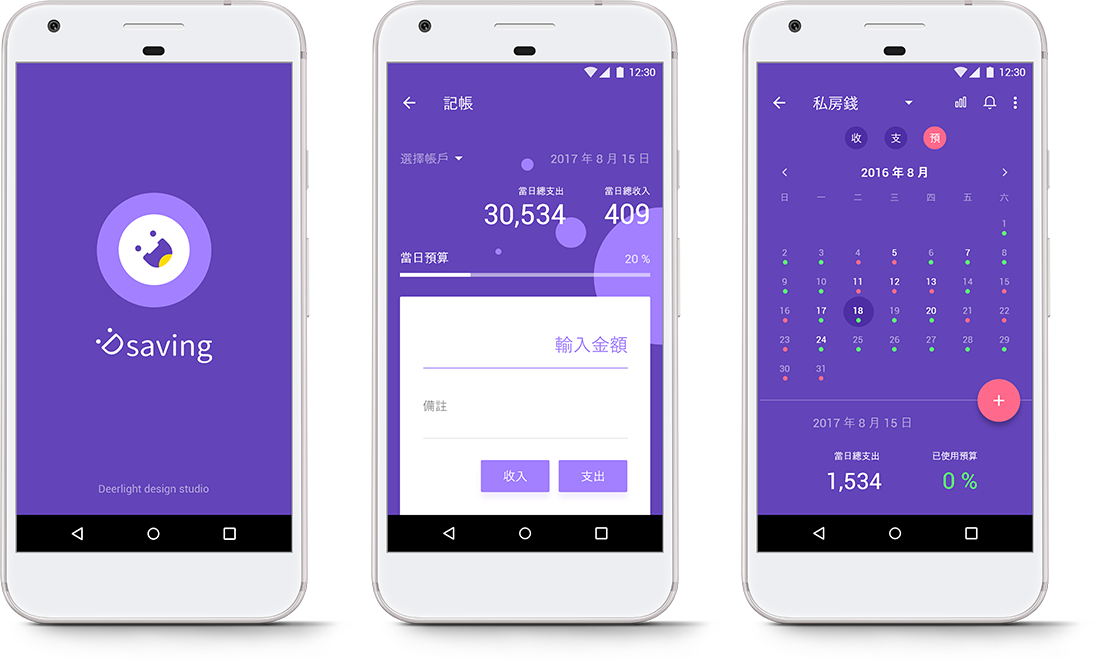 Dsaving
Deerlight design studio
12:30
記帳
選擇帳戶
2017 年 8 月 15 日
當日總支出 當日總收入
30,534 409
當日預算 20 %
輸入金額
備註
收入 支出
12:30
私房錢
收 支 預
2016 年 8 月
日 一 二 三 四 五 六
1
2 3 4 5 6 7 8
9 10 11 12 13 14 15
16 17 18 19 20 21 22
23 24 25 26 27 28 29
30 31
+
2017 年 8 月 15 日
當日總支出 已使用預算
1,534 0 %